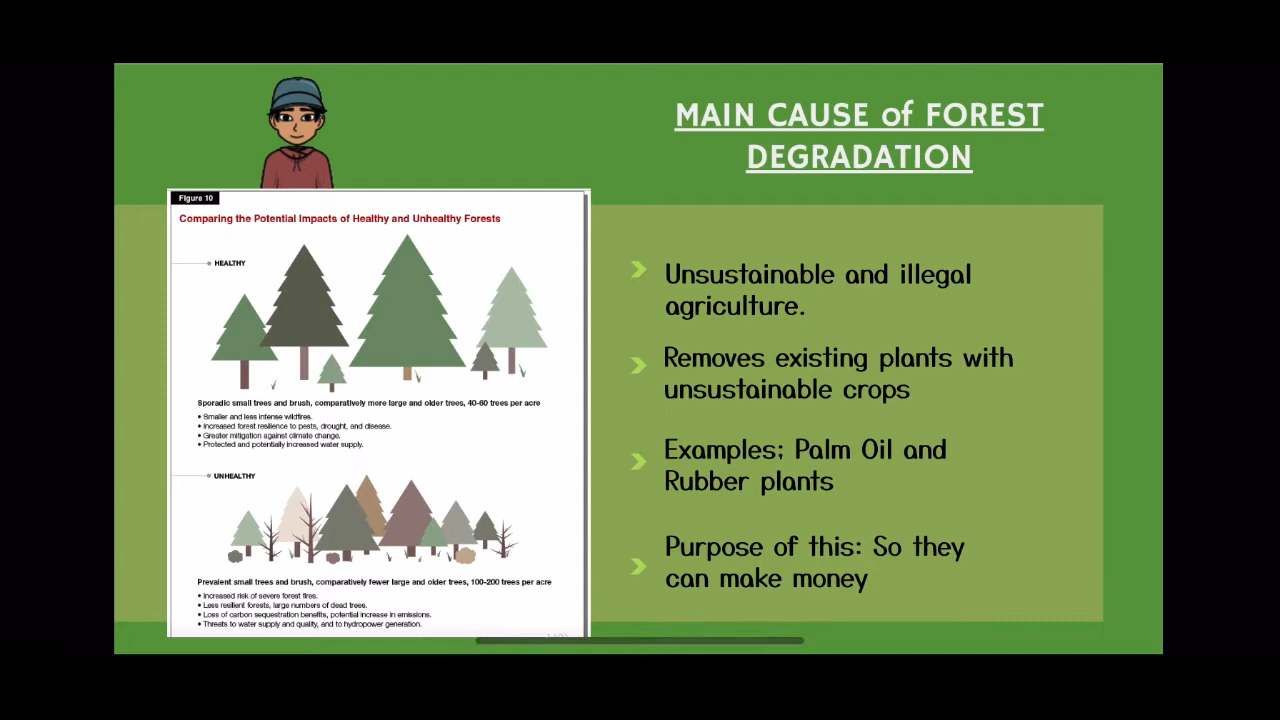 MAIN CAUSE of FOREST
DEGRADATION
Figure 10
Comparing the Potential Impacts of Healthy and Unhealthy Forests
HEALTHY
Sporadic small trees and brush, comparatively more large and older trees, 40-60 trees per acre
• Smaller and less intense wildfires.
• Increased forest resilience to pests, drought, and disease.
• Greater mitigation against climate change.
• Protected and potentially increased water supply.
UNHEALTHY
Prevalent small trees and brush, comparatively fewer large and older trees, 100-200 trees per acre
• Increased risk of severe forest fires.
• Less resilient forests, large numbers of dead trees.
• Loss of carbon sequestration benefits, potential increase in emissions.
• Threats to water supply and quality, and to hydropower generation.
Unsustainable and illegal
agriculture.
Removes existing plants with
unsustainable crops
Examples; Palm Oil and
Rubber plants
Purpose of this: So they
can make money